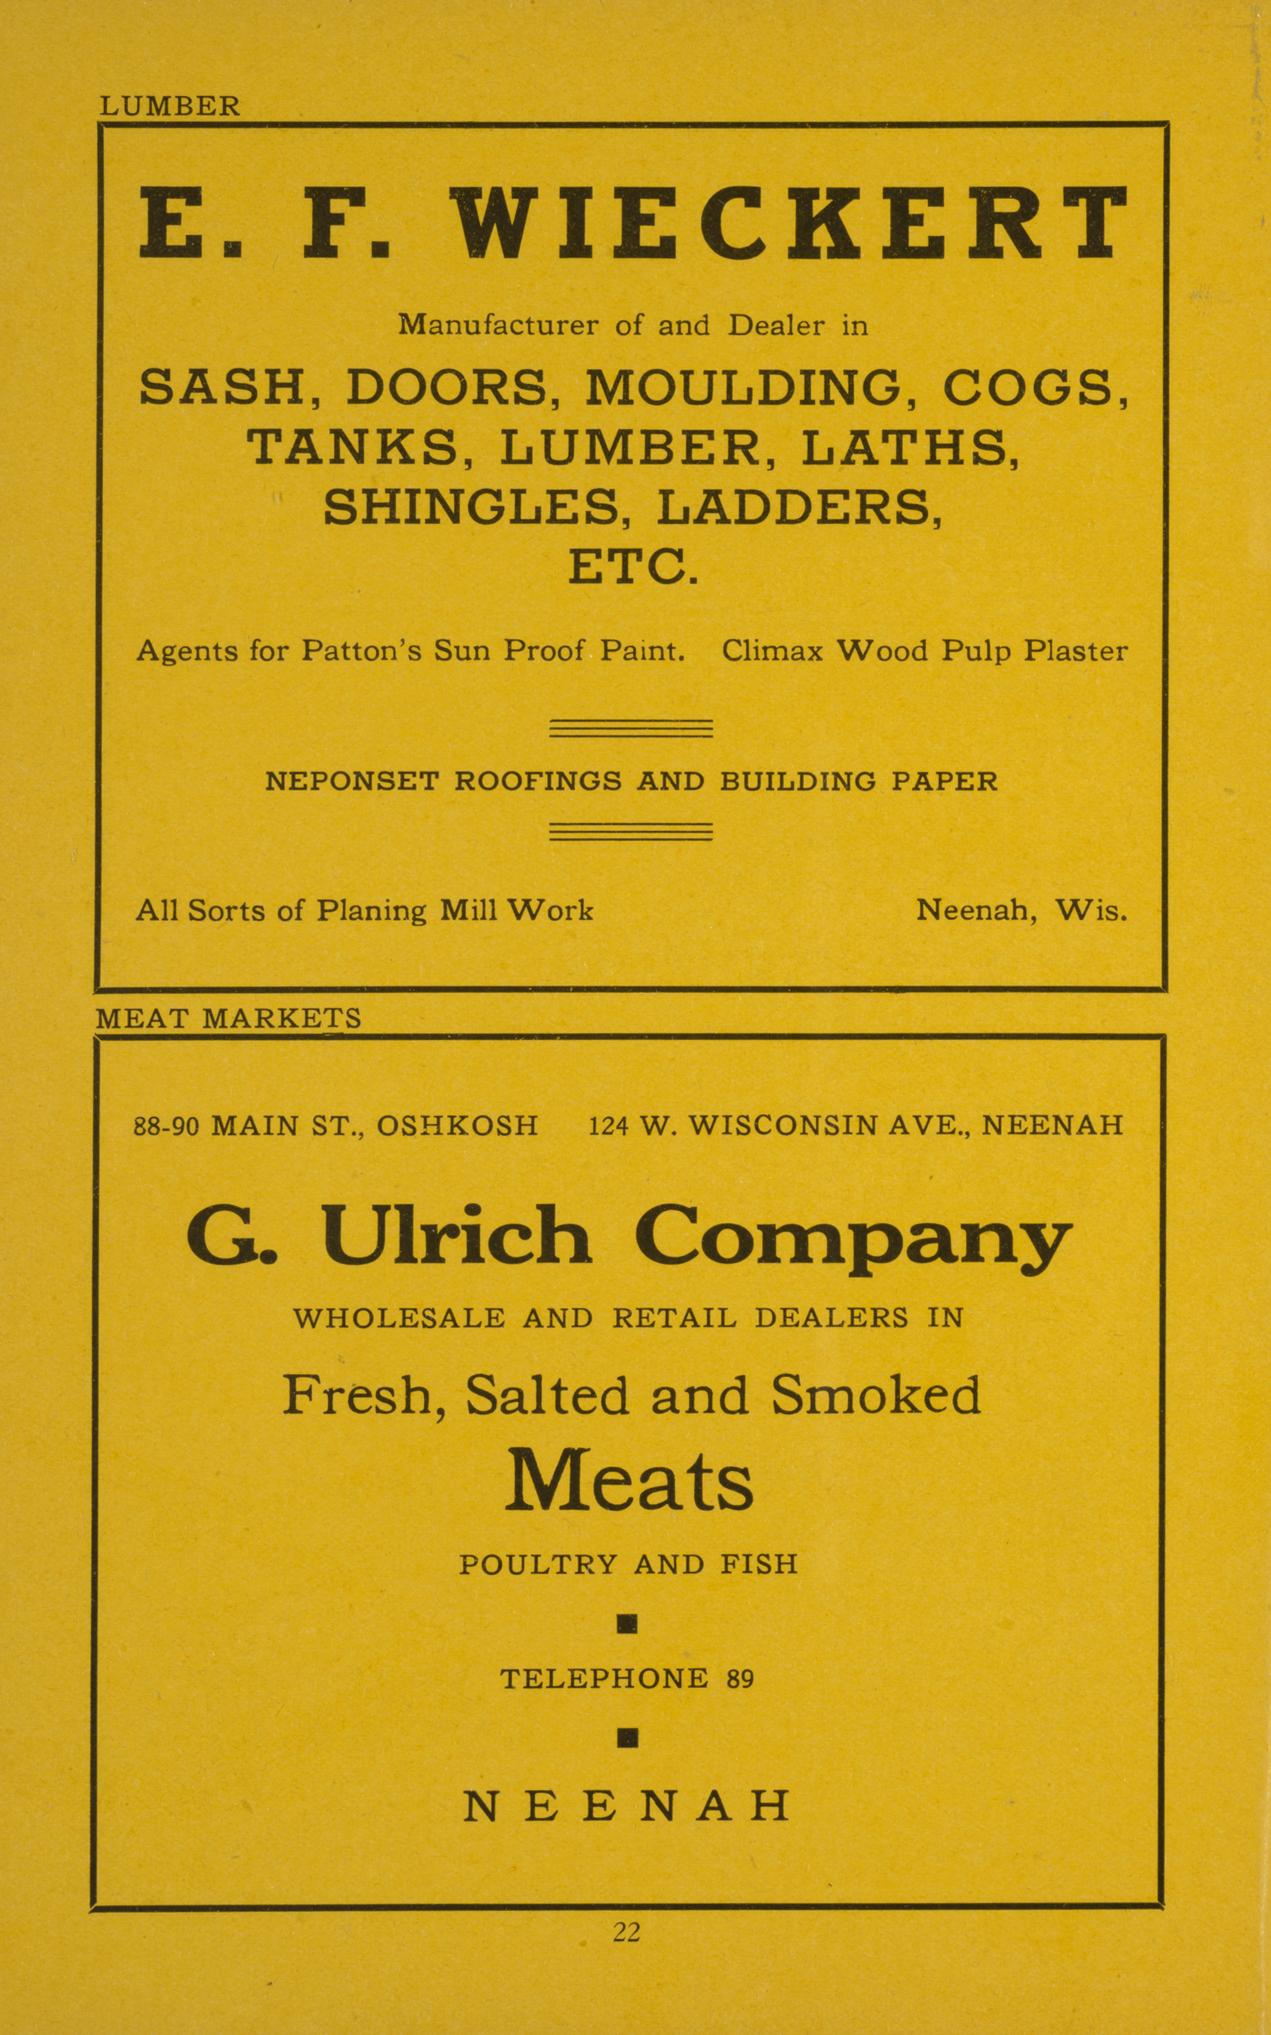 LUMBER
E. F. WIECKERT
Manufacturer of and Dealer in
SASH, DOORS, MOULDING, COGS,
TANKS, LUMBER, LATHS,
SHINGLES, LADDERS,
ETC.
Agents for Patton's Sun Proof Paint. Climax Wood Pulp Plaster
NEPONSET ROOFINGS AND BUILDING PAPER
All Sorts of Planing Mill Work Neenah, Wis.
MEAT MARKETS
88-90 MAIN ST., OSHKOSH 124 W. WISCONSIN AVE., NEENAH
G. Ulrich Company
WHOLESALE AND RETAIL DEALERS IN
Fresh, Salted and Smoked
Meats
POULTRY AND FISH
TELEPHONE 89
NEENAH
22